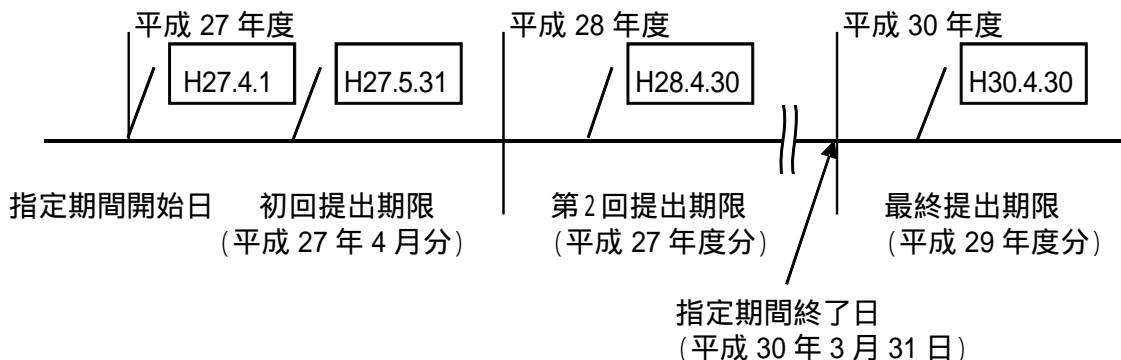 平成 27 年度
平成 28 年度
平成 30 年度
H27.4.1
H27.5.31
H28.4.30
H30.4.30
指定期間開始日
初回提出期限
(平成 27 年 4 月分)
第2回提出期限
(平成 27 年度分)
最終提出期限
(平成 29 年度分)
指定期間終了日
(平成 30 年 3 月 31 日)